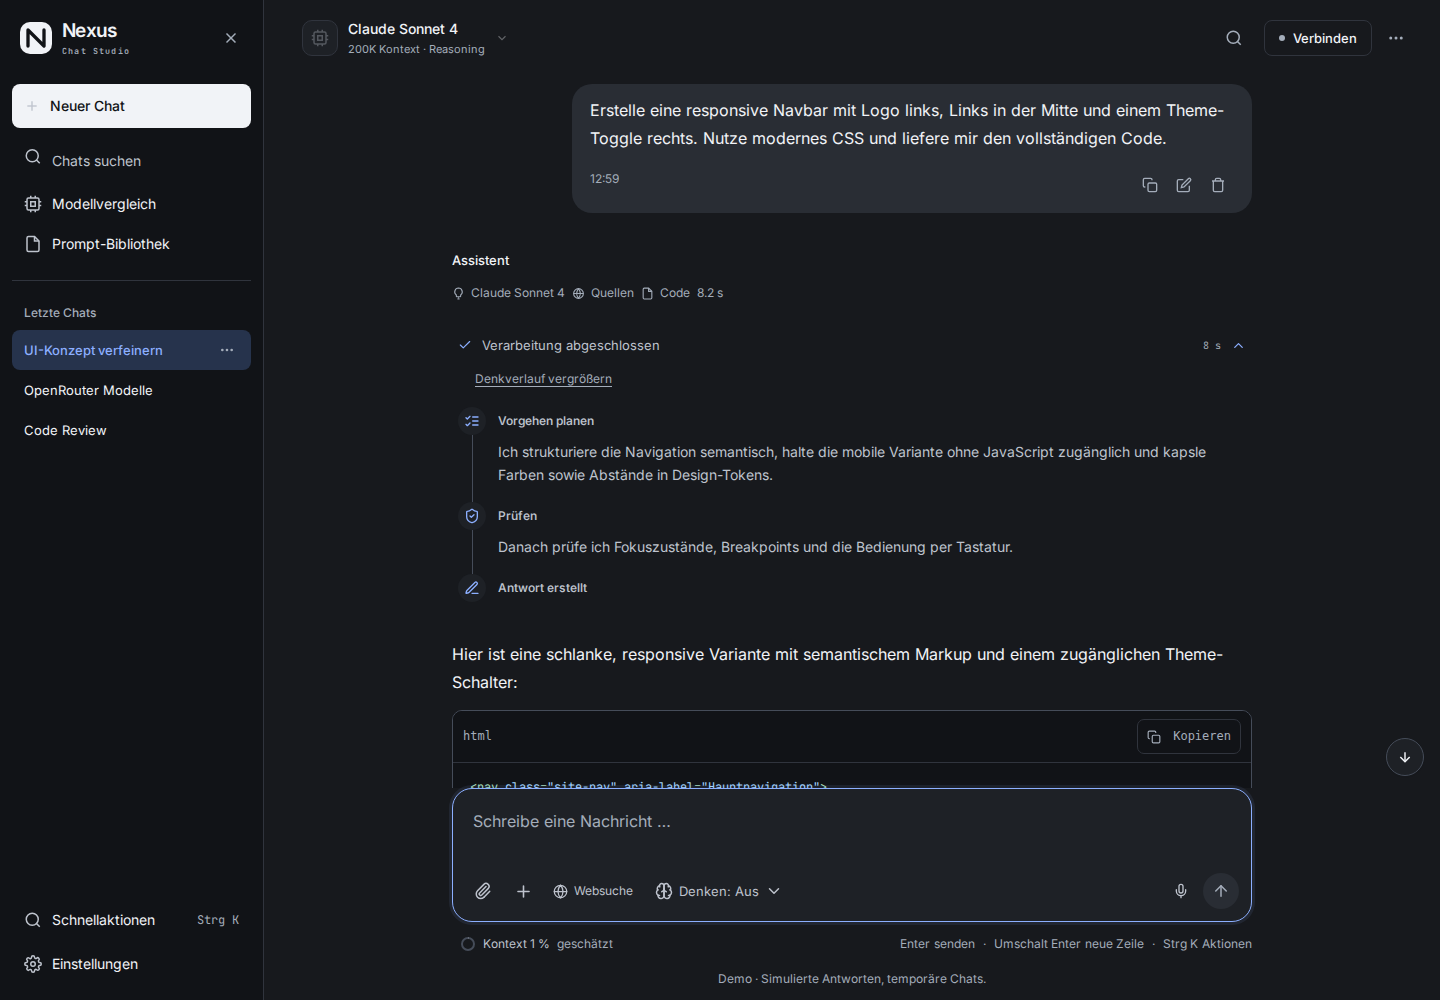 Nexus
Chat Studio
Neuer Chat
Chats suchen
Modellvergleich
Prompt-Bibliothek
Letzte Chats
UI-Konzept verfeinern
OpenRouter Modelle
Code Review
Schnellaktionen Strg K
Einstellungen
Claude Sonnet 4
200K Kontext · Reasoning
Verbinden
Erstelle eine responsive Navbar mit Logo links, Links in der Mitte und einem Theme-
Toggle rechts. Nutze modernes CSS und liefere mir den vollständigen Code.
12:59
Assistent
Claude Sonnet 4 Quellen Code 8.2 s
Verarbeitung abgeschlossen 8 s
Denkverlauf vergrößern
Vorgehen planen
Ich strukturiere die Navigation semantisch, halte die mobile Variante ohne JavaScript zugänglich und kapsle
Farben sowie Abstände in Design-Tokens.
Prüfen
Danach prüfe ich Fokuszustände, Breakpoints und die Bedienung per Tastatur.
Antwort erstellt
Hier ist eine schlanke, responsive Variante mit semantischem Markup und einem zugänglichen Theme-
Schalter:
html Kopieren
<nav class="site-nav" aria-label="Hauptnavigation">
Schreibe eine Nachricht ...
Websuche Denken: Aus
Kontext 1 % geschätzt Enter senden · Umschalt Enter neue Zeile · Strg K Aktionen
Demo · Simulierte Antworten, temporäre Chats.